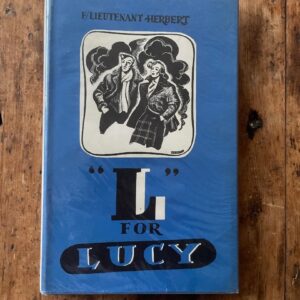 F/LIEUTENANT HERBERT
"L"
FOR
LUCY